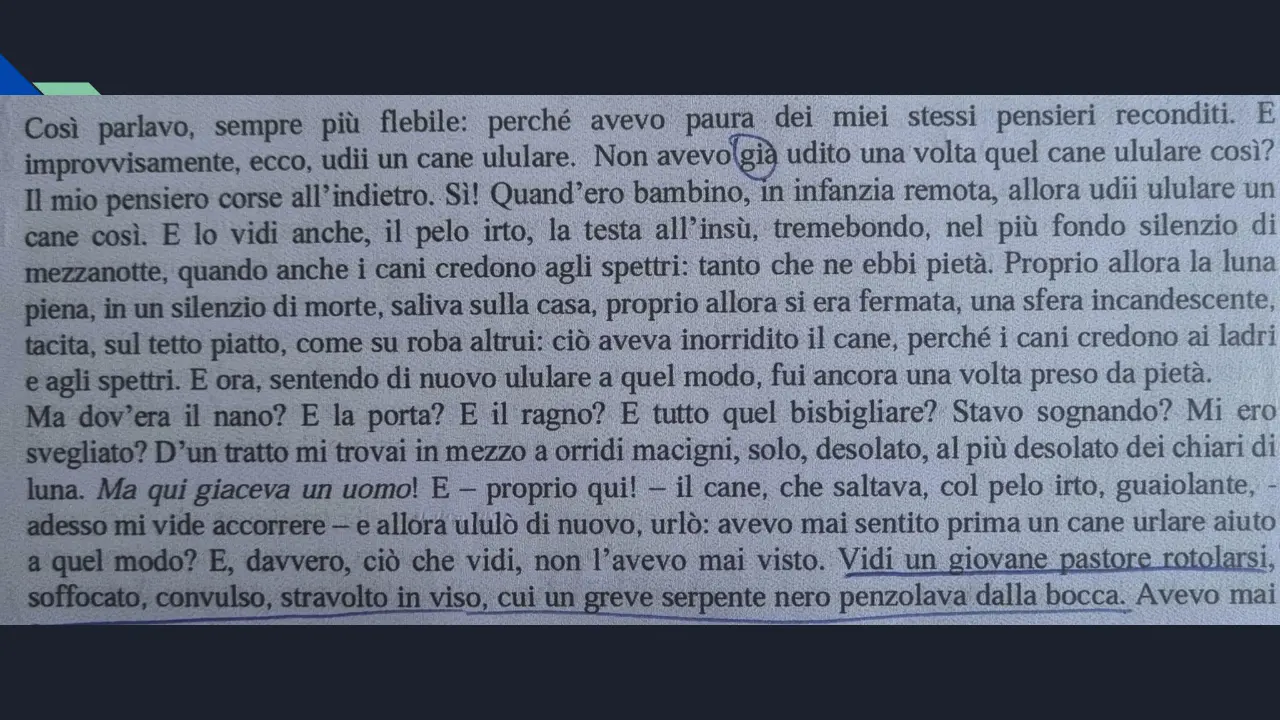 Così parlavo, sempre più flebile: perché avevo paura dei miei stessi pensieri reconditi. E
improvvisamente, ecco, udii un cane ululare. Non avevo già udito una volta quel cane ululare così?
Il mio pensiero corse all'indietro. Sì! Quand'ero bambino, in infanzia remota, allora udii ululare un
cane così. E lo vidi anche, il pelo irto, la testa all'insù, tremebondo, nel più fondo silenzio di
mezzanotte, quando anche i cani credono agli spettri: tanto che ne ebbi pietà. Proprio allora la luna
piena, in un silenzio di morte, saliva sulla casa, proprio allora si era fermata, una sfera incandescente,
tacita, sul tetto piatto, come su roba altrui: ciò aveva inorridito il cane, perché i cani credono ai ladri
e agli spettri. E ora, sentendo di nuovo ululare a quel modo, fui ancora una volta preso da pietà.
Ma dov'era il nano? E la porta? E il ragno? E tutto quel bisbigliare? Stavo sognando? Mi ero
svegliato? D'un tratto mi trovai in mezzo a orridi macigni, solo, desolato, al più desolato dei chiari di
luna. Ma qui giaceva un uomo! E – proprio qui! – il cane, che saltava, col pelo irto, guaiolante, -
adesso mi vide accorrere – e allora ululò di nuovo, urlò: avevo mai sentito prima un cane urlare aiuto
a quel modo? E, davvero, ciò che vidi, non l'avevo mai visto. Vidi un giovane pastore rotolarsi,
soffocato, convulso, stravolto in viso, cui un greve serpente nero penzolava dalla bocca. Avevo mai